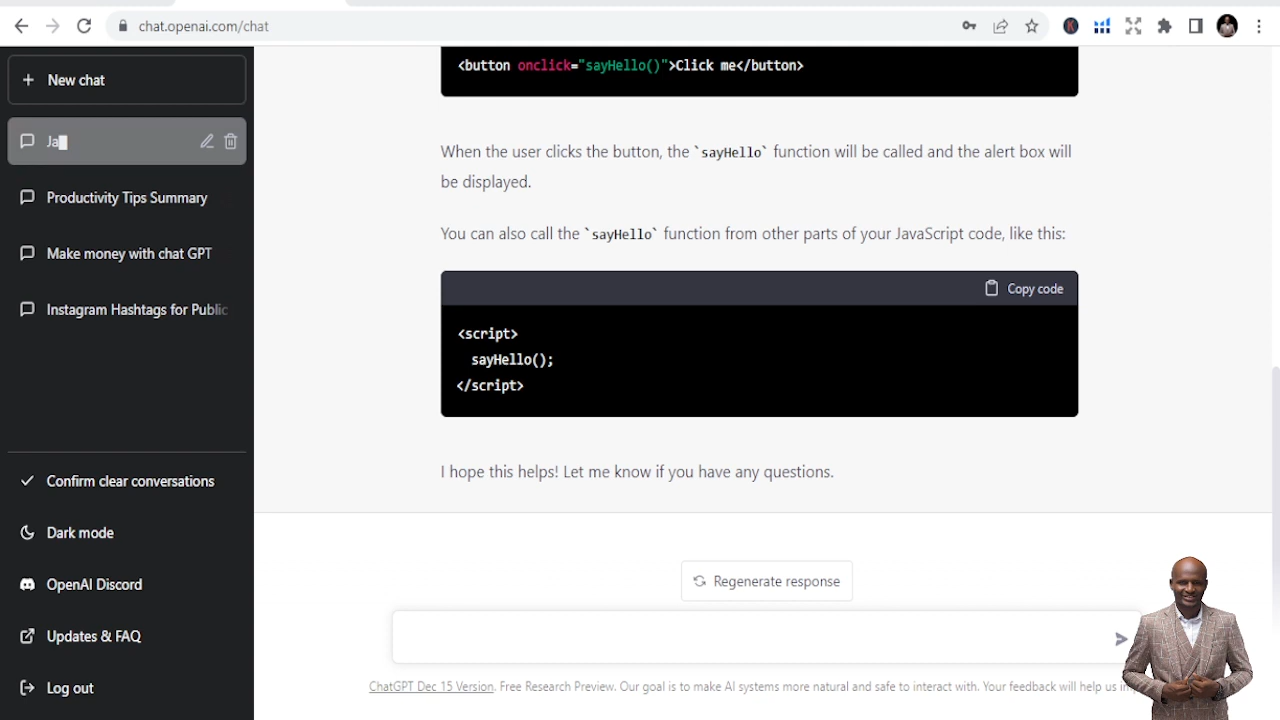 chat.openai.com/chat
New chat
Ja
Productivity Tips Summary
Make money with chat GPT
Instagram Hashtags for Public
Confirm clear conversations
Dark mode
OpenAI Discord
Updates & FAQ
Log out
<button onclick="sayHello()">Click me</button>
When the user clicks the button, the `sayHello` function will be called and the alert box will
be displayed.
You can also call the `sayHello` function from other parts of your JavaScript code, like this:
Copy code
<script>
sayHello();
</script>
I hope this helps! Let me know if you have any questions.
Regenerate response
ChatGPT Dec 15 Version. Free Research Preview. Our goal is to make AI systems more natural and safe to interact with. Your feedback will help us